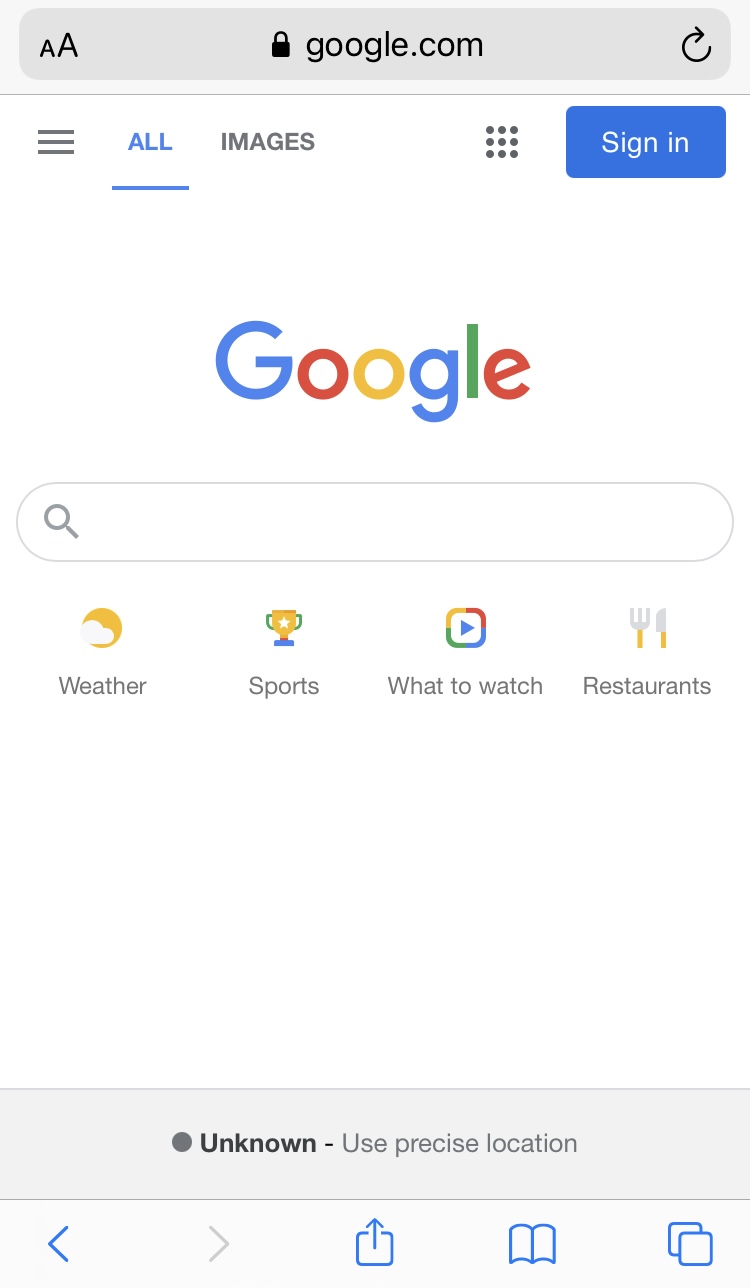 AA google.com
ALL IMAGES Sign in
Google
Weather Sports What to watch Restaurants
Unknown - Use precise location